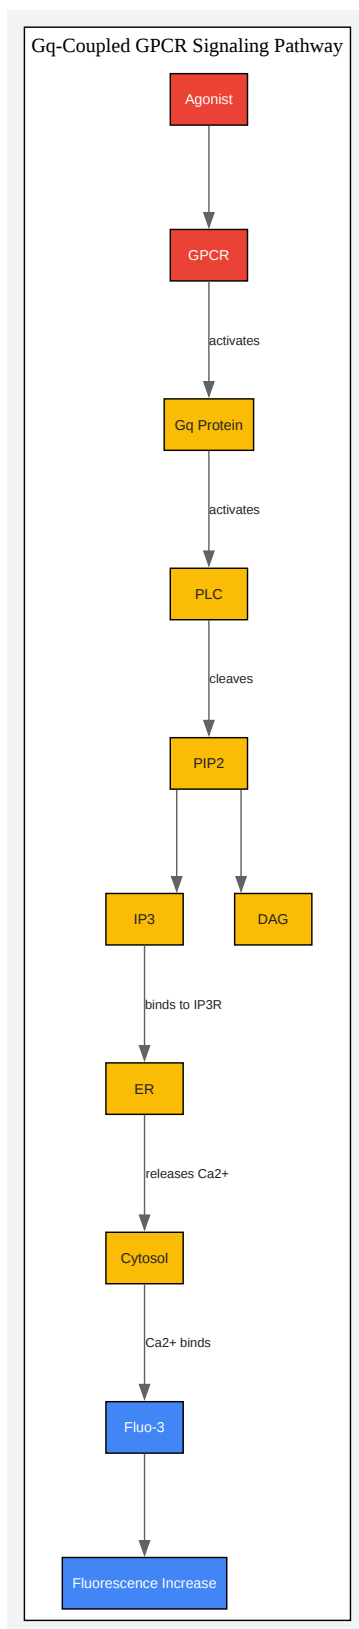 Gq-Coupled GPCR Signaling Pathway
Agonist
GPCR
activates
Gq Protein
activates
PLC
cleaves
PIP2
IP3
DAG
binds to IP3R
ER
releases Ca2+
Cytosol
Ca2+ binds
Fluo-3
Fluorescence Increase